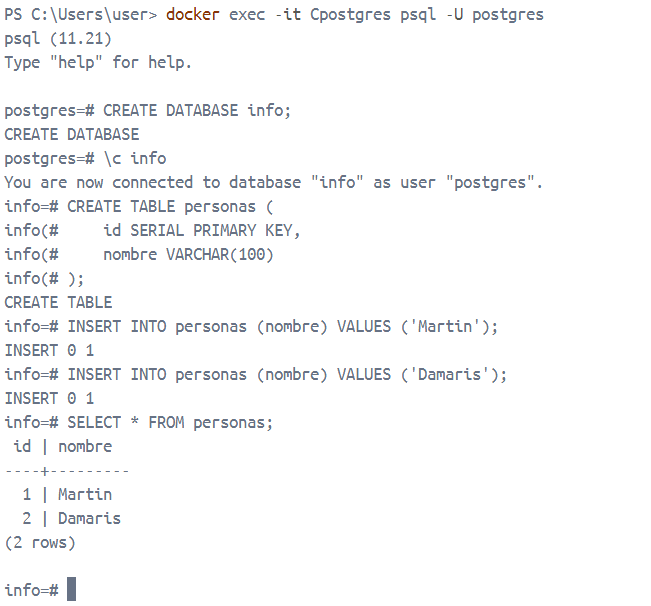 PS C:\Users\user> docker exec -it Cpostgres psql -U postgres
psql (11.21)
Type "help" for help.

postgres=# CREATE DATABASE info;
CREATE DATABASE
postgres=# \c info
You are now connected to database "info" as user "postgres".
info=# CREATE TABLE personas (
info(#     id SERIAL PRIMARY KEY,
info(#     nombre VARCHAR(100)
info(# );
CREATE TABLE
info=# INSERT INTO personas (nombre) VALUES ('Martin');
INSERT 0 1
info=# INSERT INTO personas (nombre) VALUES ('Damaris');
INSERT 0 1
info=# SELECT * FROM personas;
 id | nombre
----+---------
  1 | Martin
  2 | Damaris
(2 rows)

info=#